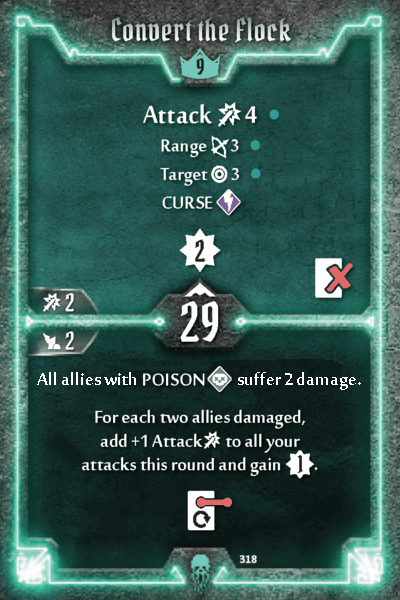 Convert the Flock
9
Attack 4
Range 3
Target 3
CURSE
2
2
29
2
All allies with POISON suffer 2 damage.
For each two allies damaged,
add +1 Attack to all your
attacks this round and gain 1.
318